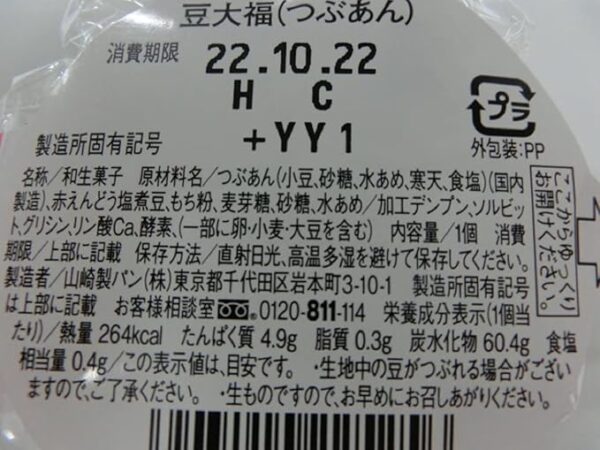 豆大福(つぶあん)
消費期限 22.10.22
H C
製造所固有記号 +YY1
プラ
外包装:PP
名称/和生菓子 原材料名/つぶあん(小豆、砂糖、水あめ、寒天、食塩)(国内
製造)、赤えんどう塩煮豆、もち粉、麦芽糖、砂糖、水あめ/加工デンプン、ソルビッ
ト、グリシン、リン酸Ca、酵素、(一部に卵・小麦・大豆を含む) 内容量/1個 消費
期限/上部に記載 保存方法/直射日光、高温多湿を避けて保存してください。
製造者/山崎製パン(株)東京都千代田区岩本町3-10-1 製造所固有記号
は上部に記載 お客様相談室 0120-811-114 栄養成分表示(1個当
たり)/熱量 264kcal たんぱく質 4.9g 脂質 0.3g 炭水化物 60.4g 食塩
相当量 0.4g/この表示値は、目安です。 ・生地中の豆がつぶれる場合がござい
ますので、ご了承ください。 ・生ものですので、お早めにお召しあがりください。
ここからゆっくり
お開けください。